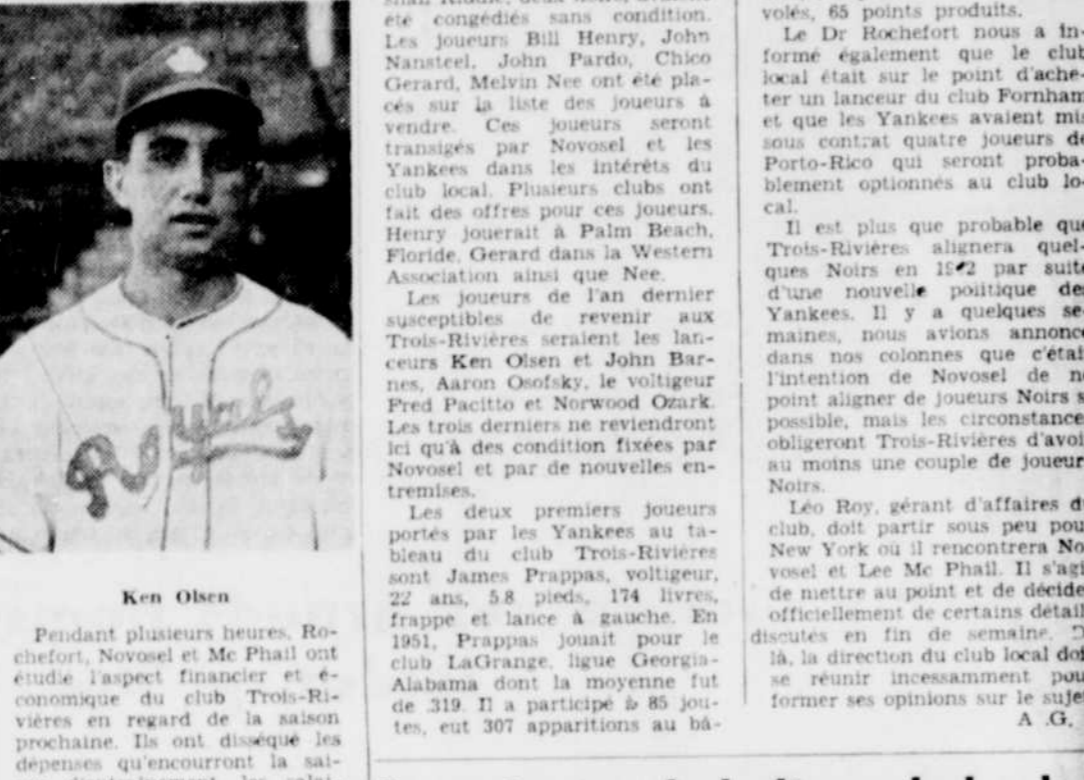 Royals
Ken Olsen
Pendant plusieurs heures, Ro-
chefort, Novosel et Mc Phail ont
étudié l'aspect financier et é-
conomique du club Trois-Ri-
vières en regard de la saison
prochaine. Ils ont disséqué les
dépenses qu'encourront la sai-
été congédiés sans condition.
Les joueurs Bill Henry, John
Nansteel, John Pardo, Chico
Gerard, Melvin Nee ont été pla-
cés sur la liste des joueurs à
vendre. Ces joueurs seront
transigés par Novosel et les
Yankees dans les intérêts du
club local. Plusieurs clubs ont
fait des offres pour ces joueurs.
Henry jouerait à Palm Beach,
Floride, Gerard dans la Western
Association ainsi que Nee.
Les joueurs de l'an dernier
susceptibles de revenir aux
Trois-Rivières seraient les lan-
ceurs Ken Olsen et John Bar-
nes, Aaron Osofsky, le voltigeur
Fred Pacitto et Norwood Ozark.
Les trois derniers ne reviendront
ici qu'à des condition fixées par
Novosel et par de nouvelles en-
tremises.
Les deux premiers joueurs
portés par les Yankees au ta-
bleau du club Trois-Rivières
sont James Prappas, voltigeur,
22 ans, 5.8 pieds, 174 livres,
frappe et lance à gauche. En
1951, Prappas jouait pour le
club LaGrange, ligue Georgia-
Alabama dont la moyenne fut
de .319. Il a participé à 85 jou-
tes, eut 307 apparitions au bâ-
volés, 65 points produits.
Le Dr Rochefort nous a in-
formé également que le club
local était sur le point d'ache-
ter un lanceur du club Fornham
et que les Yankees avaient mis
sous contrat quatre joueurs de
Porto-Rico qui seront proba-
blement optionnés au club lo-
cal.
Il est plus que probable que
Trois-Rivières alignera quel-
ques Noirs en 1952 par suite
d'une nouvelle politique des
Yankees. Il y a quelques se-
maines, nous avions annoncé
dans nos colonnes que c'était
l'intention de Novosel de ne
point aligner de joueurs Noirs si
possible, mais les circonstances
obligeront Trois-Rivières d'avoir
au moins une couple de joueurs
Noirs.
Léo Roy, gérant d'affaires du
club, doit partir sous peu pour
New York où il rencontrera No-
vosel et Lee Mc Phail. Il s'agit
de mettre au point et de décider
officiellement de certains détails
discutés en fin de semaine.
là, la direction du club local doit
se réunir incessamment pour
former ses opinions sur le sujet
A .G.